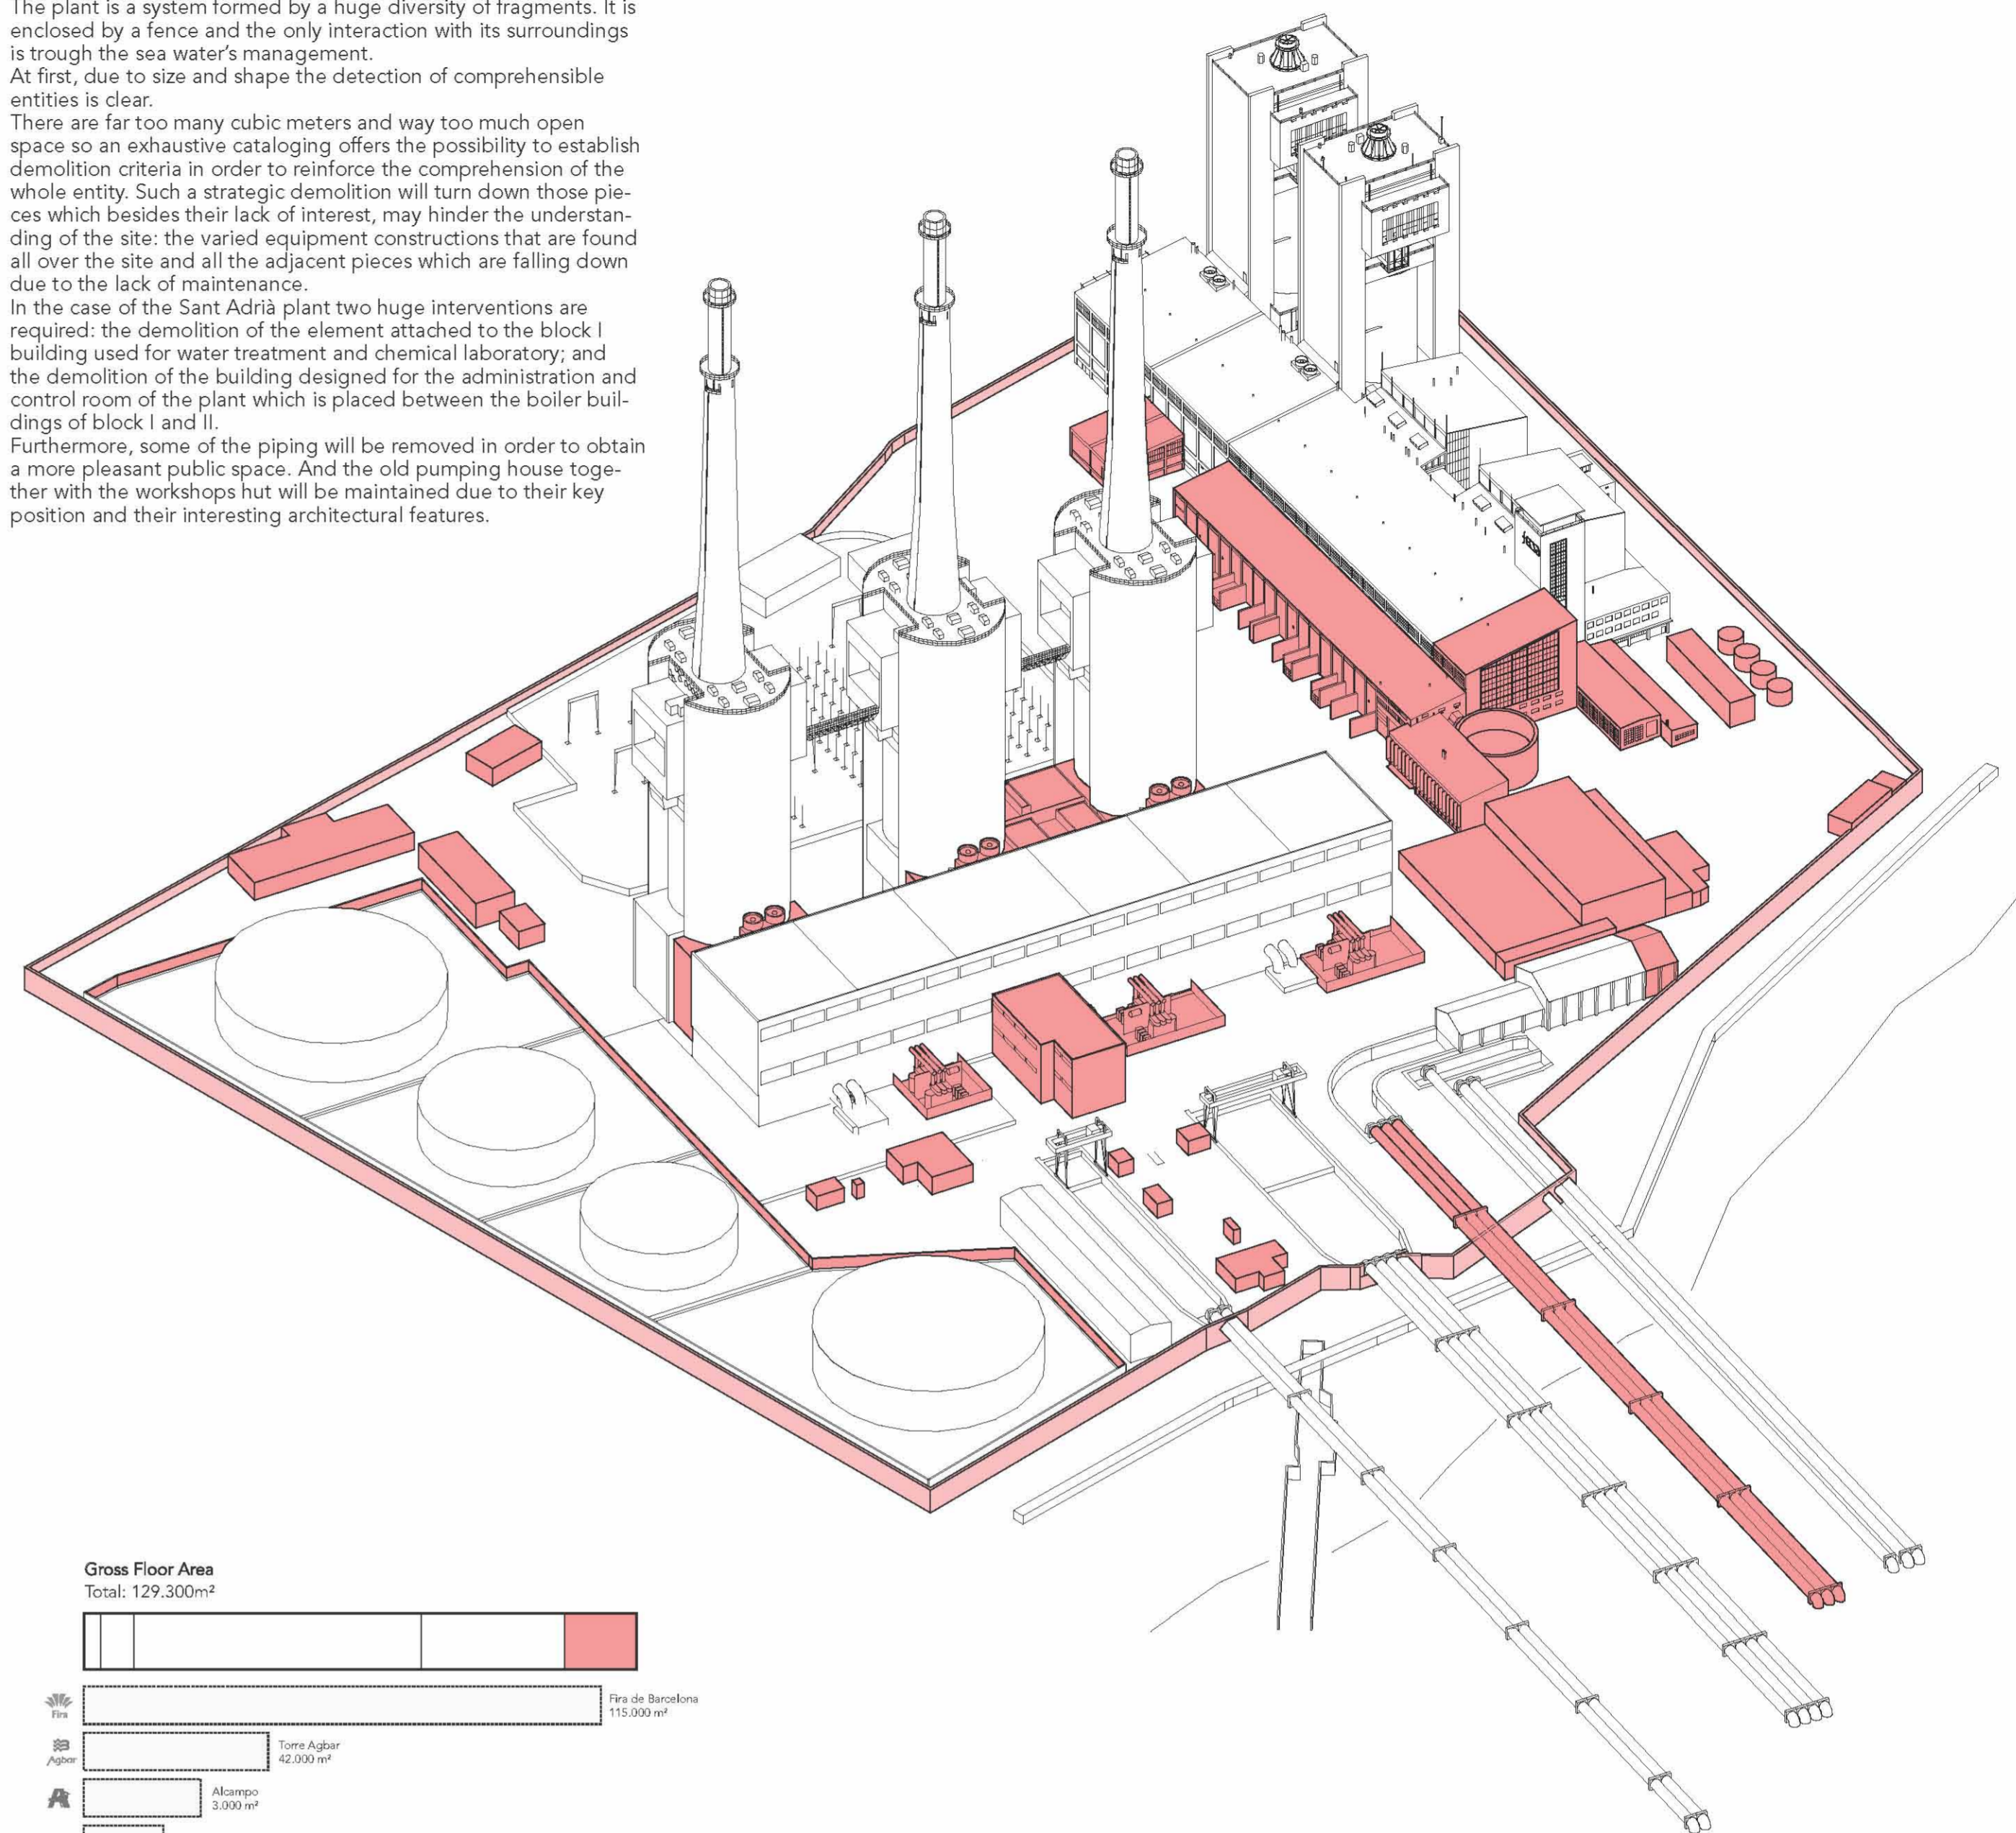 The plant is a system formed by a huge diversity of fragments. It is
enclosed by a fence and the only interaction with its surroundings
is trough the sea water's management.
At first, due to size and shape the detection of comprehensible
entities is clear.
There are far too many cubic meters and way too much open
space so an exhaustive cataloging offers the possibility to establish
demolition criteria in order to reinforce the comprehension of the
whole entity. Such a strategic demolition will turn down those pie-
ces which besides their lack of interest, may hinder the understan-
ding of the site: the varied equipment constructions that are found
all over the site and all the adjacent pieces which are falling down
due to the lack of maintenance.
In the case of the Sant Adrià plant two huge interventions are
required: the demolition of the element attached to the block I
building used for water treatment and chemical laboratory; and
the demolition of the building designed for the administration and
control room of the plant which is placed between the boiler buil-
dings of block I and II.
Furthermore, some of the piping will be removed in order to obtain
a more pleasant public space. And the old pumping house toge-
ther with the workshops hut will be maintained due to their key
position and their interesting architectural features.
Gross Floor Area
Total: 129.300m²
Fira
Fira de Barcelona
115.000 m²
Agbar
Torre Agbar
42.000 m²
Alcampo
3.000 m²